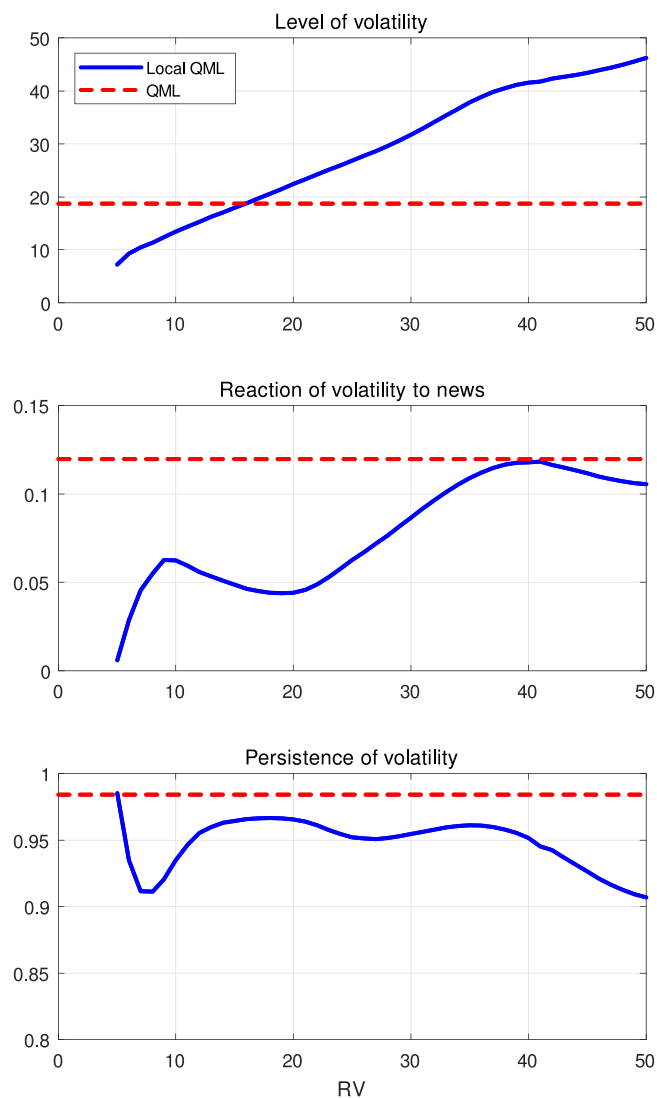 Level of volatility
50
40
30
20
10
0
Local QML
QML
0 10 20 30 40 50
Reaction of volatility to news
0.15
0.1
0.05
0
0 10 20 30 40 50
Persistence of volatility
1
0.95
0.9
0.85
0.8
0 10 20 30 40 50
RV